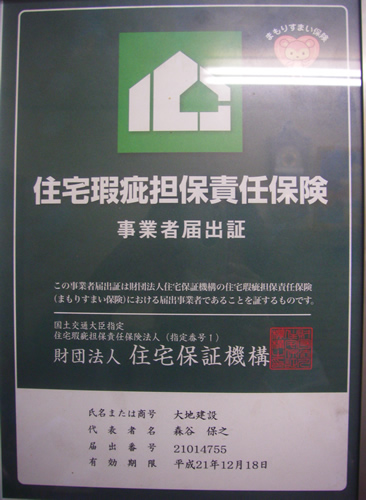 まもりすまい保険
住宅瑕疵担保責任保険
事業者届出証
この事業者届出証は財団法人住宅保証機構の住宅瑕疵担保責任保険
(まもりすまい保険)における届出事業者であることを証するものです。
国土交通大臣指定
住宅瑕疵担保責任保険法人(指定番号1)
財団法人 住宅保証機構
氏名または商号 大地建設
代表者名 森谷 保之
届出番号 21014755
有効期限 平成21年12月18日